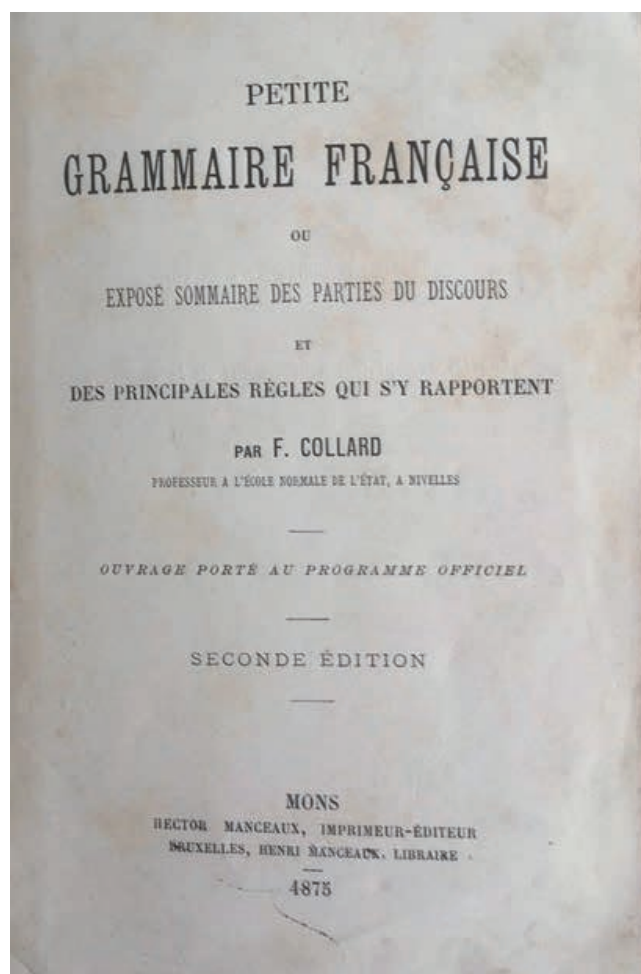 PETITE
GRAMMAIRE FRANÇAISE
OU
EXPOSÉ SOMMAIRE DES PARTIES DU DISCOURS
ET
DES PRINCIPALES RÈGLES QUI S'Y RAPPORTENT
PAR F. COLLARD
PROFESSEUR A L'ÉCOLE NORMALE DE L'ÉTAT, A NIVELLES
OUVRAGE PORTÉ AU PROGRAMME OFFICIEL
SECONDE ÉDITION
MONS
HECTOR MANCEAUX, IMPRIMEUR-ÉDITEUR
BRUXELLES, HENRI MANCEAUX, LIBRAIRE
1875